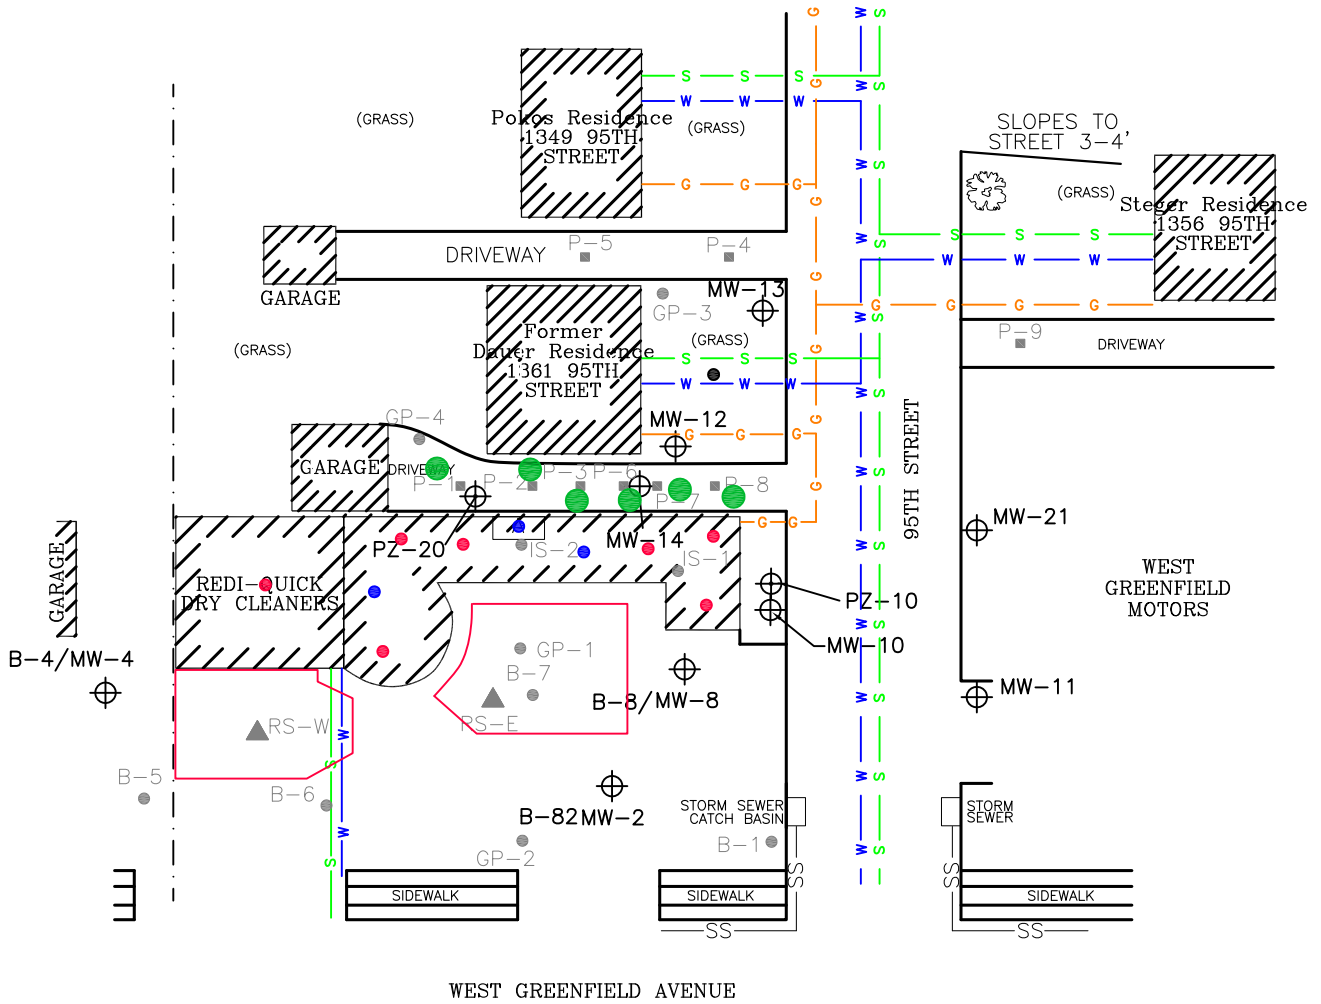 G
W
S
S
S
S
G
S
W
W
W
W
(GRASS)
Pokos Residence
1349 95TH
STREET
(GRASS)
SLOPES TO
STREET 3-4'
W
S
G
G
G
G
(GRASS)
Steger Residence
1356 95TH
STREET
W
S
S
S
S
DRIVEWAY
P-5
P-4
W
W
W
G
GARAGE
MW-13
GP-3
G
G
G
G
W
S
P-9
(GRASS)
Former
Dauer Residence
1361 95TH
STREET
(GRASS)
G
DRIVEWAY
S
S
S
W
W
W
W
S
GP-4
MW-12
G
G
G
G
95TH STREET
GARAGE
DRIVEWAY
P-1
P-2
P-3
P-6
P-7
P-8
W
S
G
G
G
MW-21
PZ-20
IS-2
MW-14
IS-1
W
S
GARAGE
REDI-QUICK
DRY CLEANERS
WEST
GREENFIELD
MOTORS
PZ-10
W
S
MW-10
B-4/MW-4
GP-1
B-7
B-8/MW-8
W
S
MW-11
RS-W
PS-E
W
S
B-5
B-6
W
S
B-82MW-2
STORM SEWER
CATCH BASIN
STORM
SEWER
W
S
GP-2
B-1
W
S
SS
SS
SIDEWALK
SIDEWALK
SIDEWALK
SS
SS
WEST GREENFIELD AVENUE